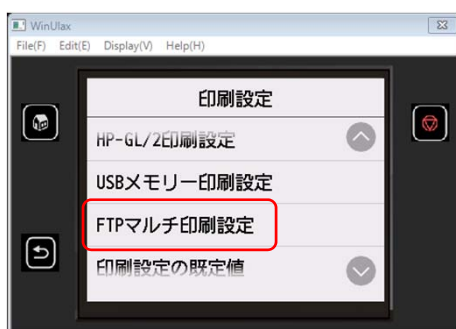 WinUlax
File(F) Edit(E) Display(V) Help(H)
印刷設定
HP-GL/2印刷設定
USBメモリー印刷設定
FTPマルチ印刷設定
印刷設定の既定値